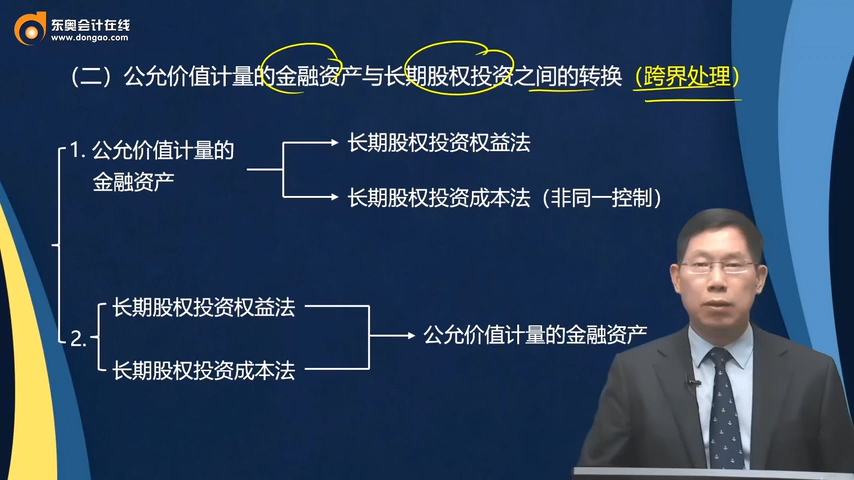 东奥会计在线
www.dongao.com
（二）公允价值计量的金融资产与长期股权投资之间的转换（跨界处理）
1. 公允价值计量的
金融资产
长期股权投资权益法
长期股权投资成本法（非同一控制）
2.
长期股权投资权益法
长期股权投资成本法
公允价值计量的金融资产